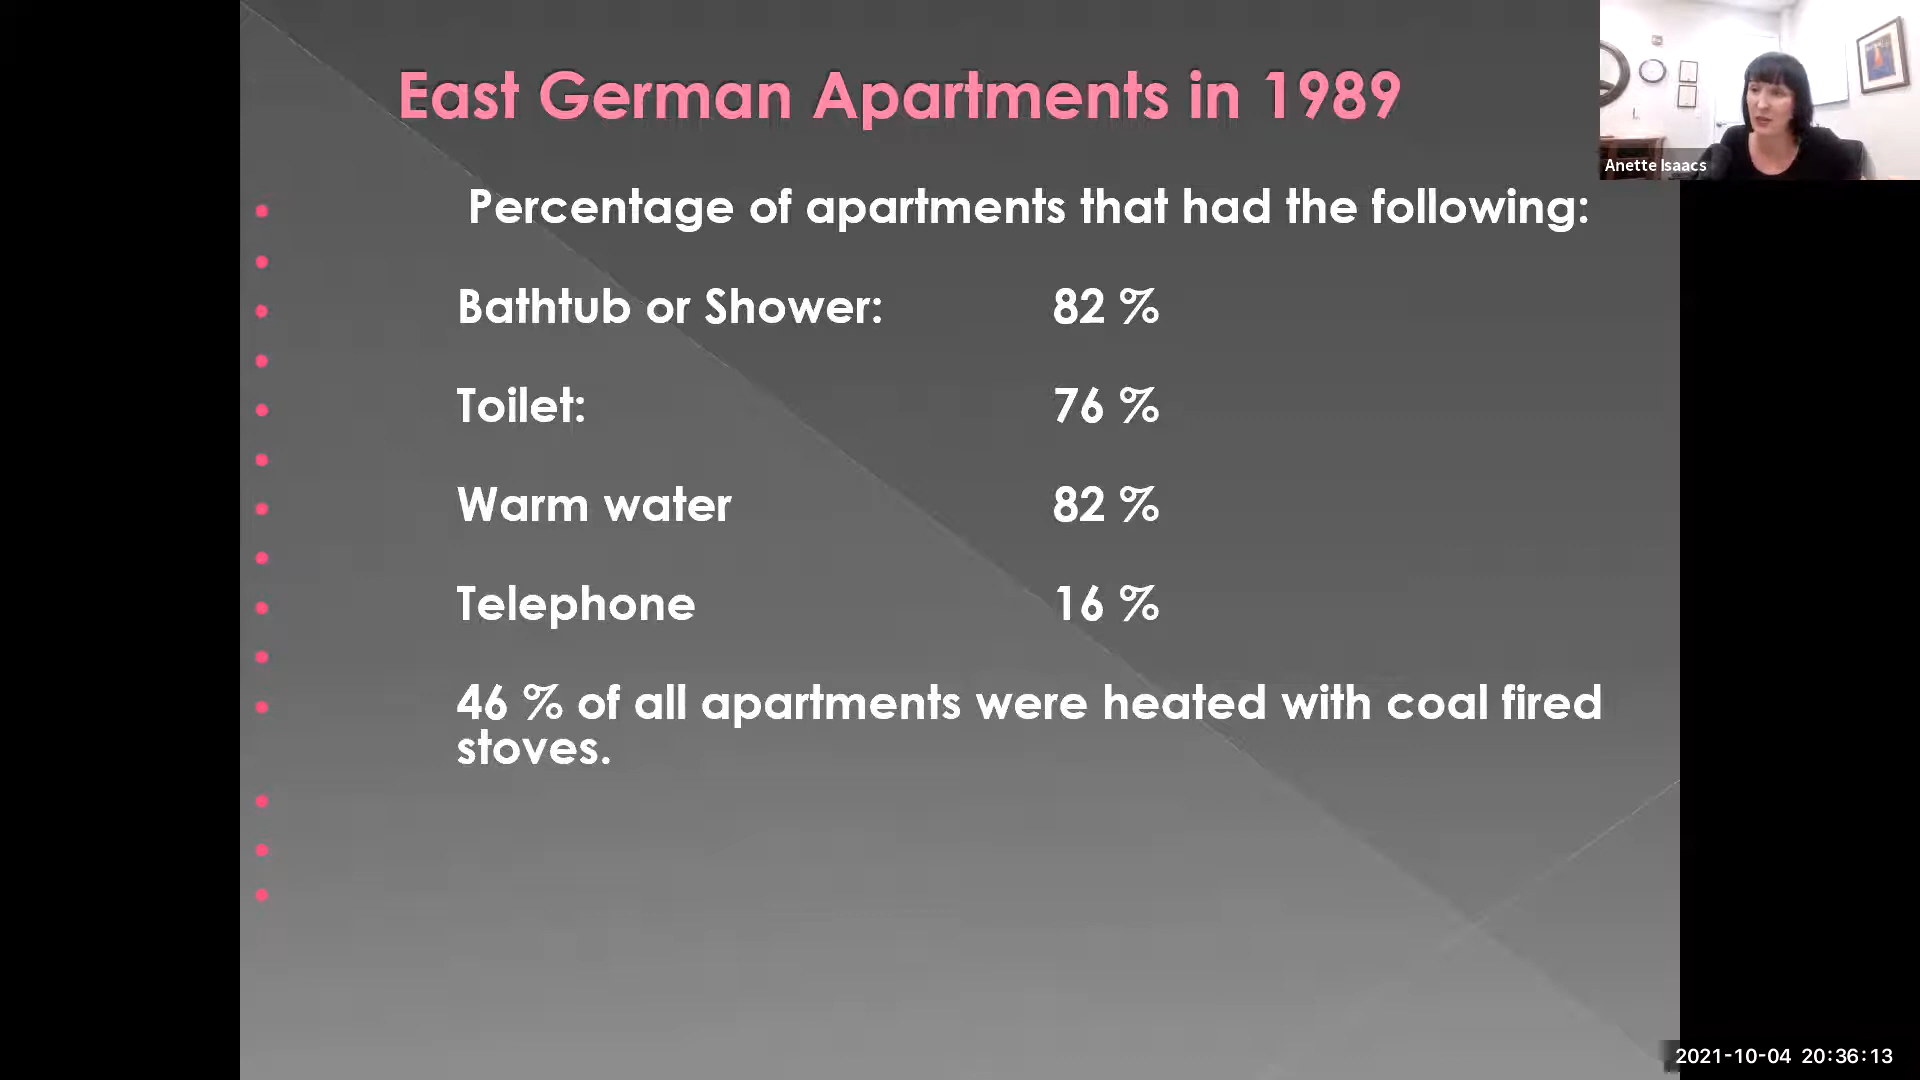 East German Apartments in 1989
Anette Isaacs
Percentage of apartments that had the following:
Bathtub or Shower: 82 %
Toilet: 76 %
Warm water 82 %
Telephone 16 %
46 % of all apartments were heated with coal fired
stoves.
2021-10-04 20:36:13